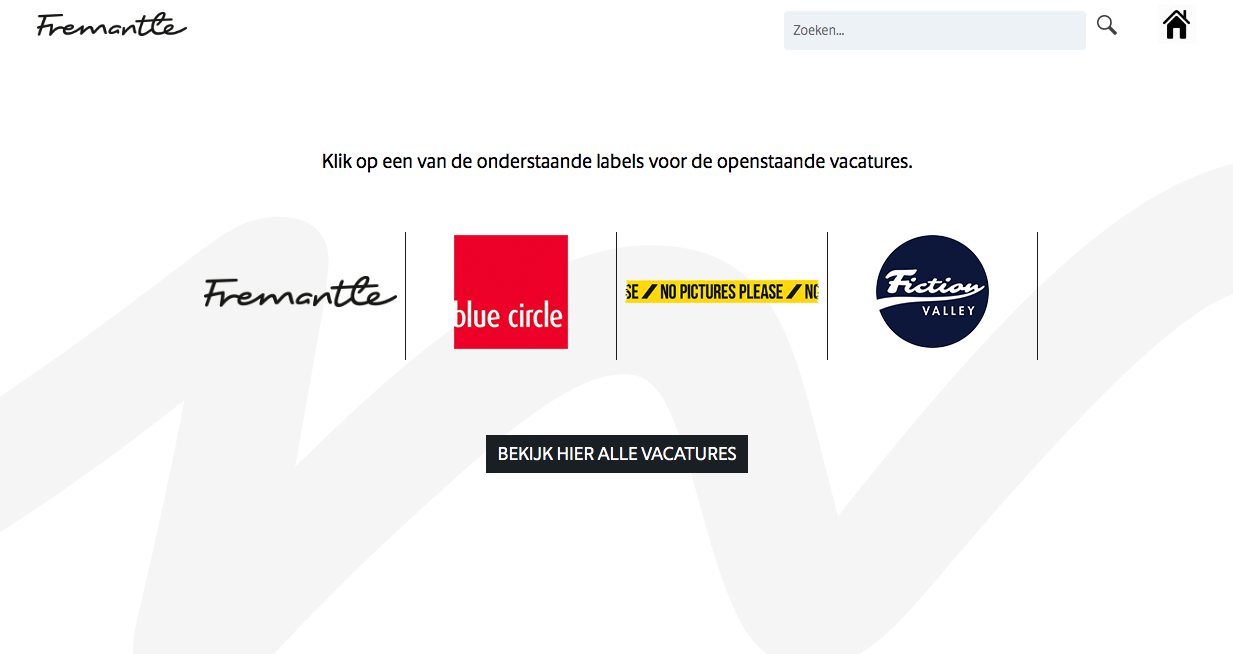 Fremantle
Zoeken...
Klik op een van de onderstaande labels voor de openstaande vacatures.
Fremantle
blue circle
SE / NO PICTURES PLEASE / NO
Fiction
VALLEY
BEKIJK HIER ALLE VACATURES